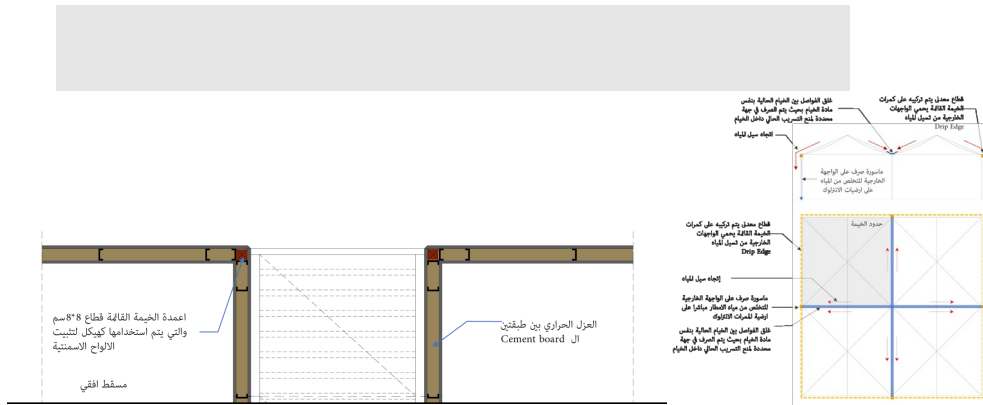 قطاع معدني يتم تركيبه على كمرات
الخيمة القائمة يحمي الواجهات
الخارجية من تسيل المياه
Drip Edge
غلق الفواصل بين الخيام الحالية بنفس
مادة الخيام بحيث يتم الصرف في جهة
محددة لمنع التسريب الحالي داخل الخيام
اتجاه سيل المياه
ماسورة صرف على الواجهة
الخارجية للتخلص من المياه
على ارضيات الانترلوك
قطاع معدني يتم تركيبه على كمرات
الخيمة القائمة يحمي الواجهات
الخارجية من تسيل المياه
Drip Edge
حدود الخيمة
إتجاه سيل المياه
ماسورة صرف على الواجهة الخارجية
للتخلص من مياه الامطار مباشرا على
ارضية الممرات الانترلوك
غلق الفواصل بين الخيام الحالية بنفس
مادة الخيام بحيث يتم الصرف في جهة
محددة لمنع التسريب الحالي داخل الخيام
العزل الحراري بين طبقتين
ال Cement board
اعمدة الخيمة القائمة قطاع 8*8سم
والتي يتم استخدامها كهيكل لتثبيت
الالواح الاسمنتية
مسقط افقي